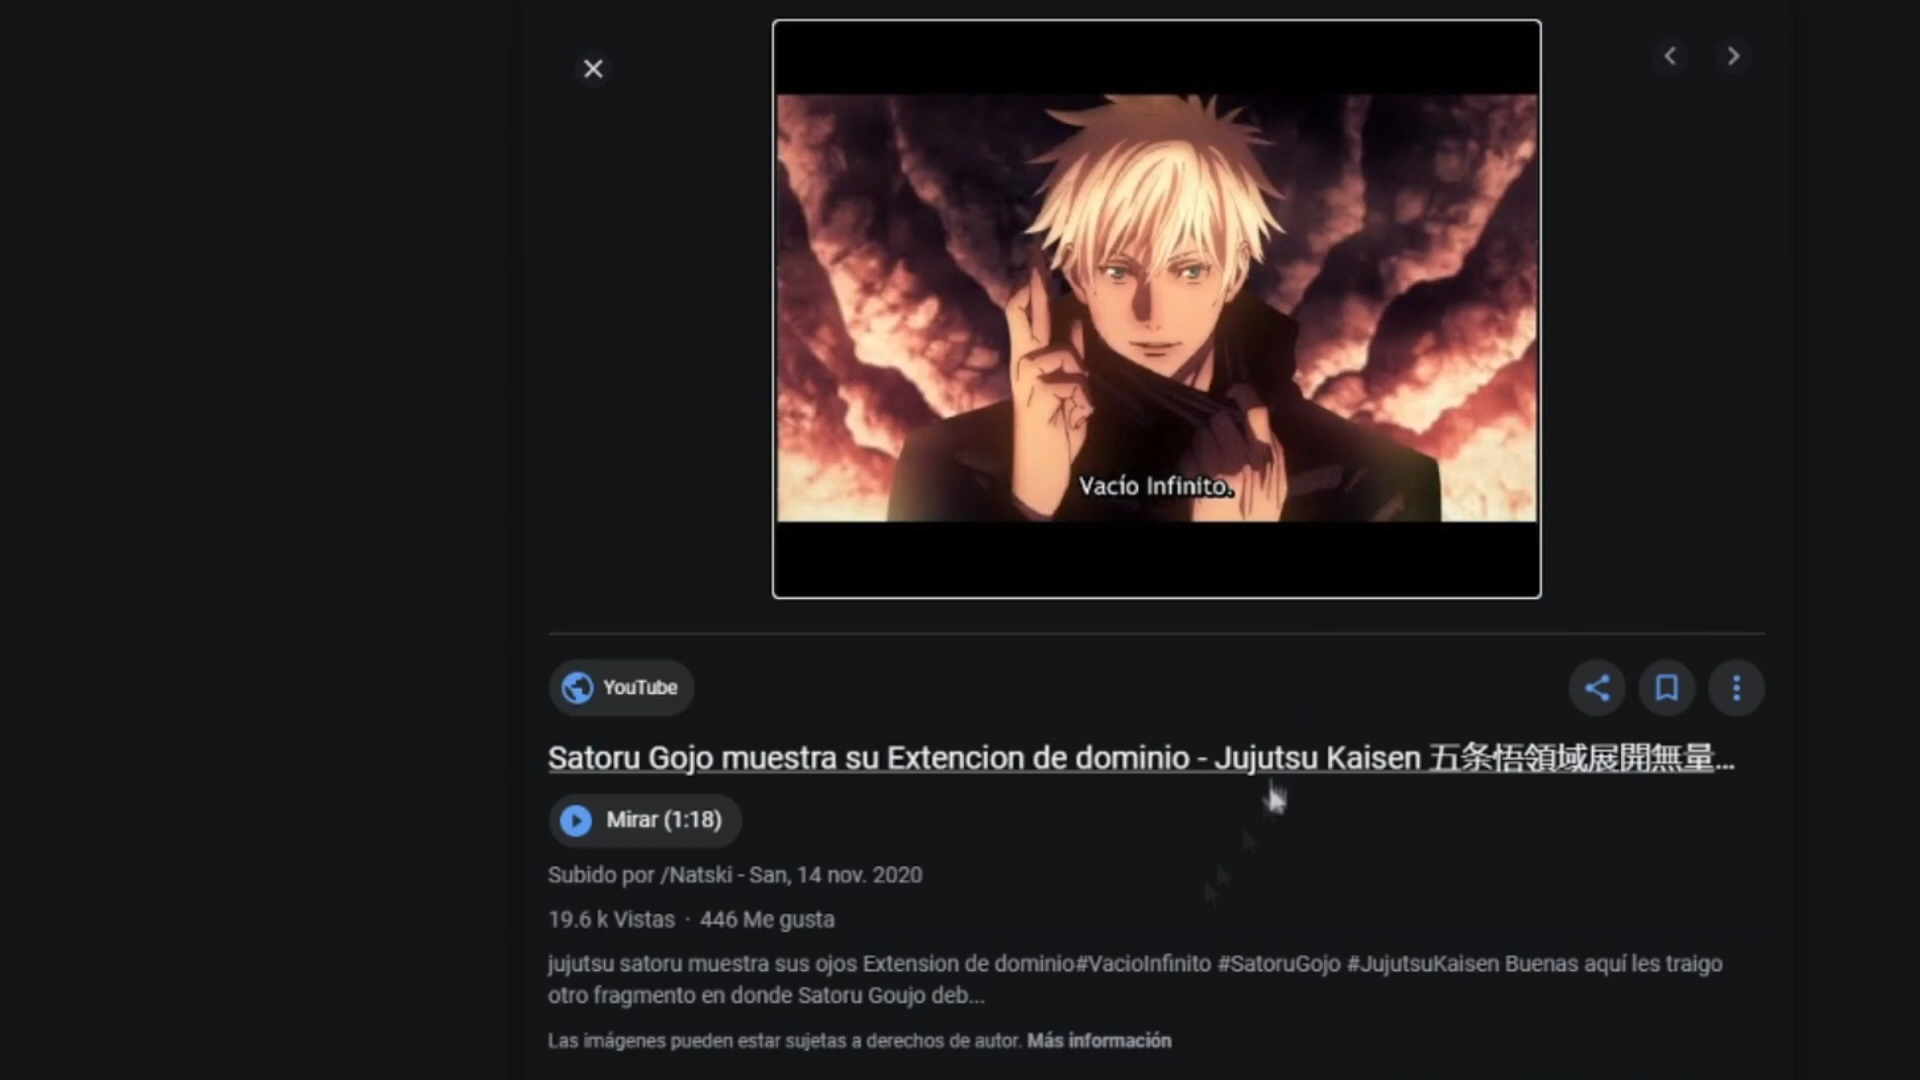 Vacío Infinito.
YouTube
Satoru Gojo muestra su Extencion de dominio - Jujutsu Kaisen 五条悟領域展開無量...
Mirar (1:18)
Subido por /Natski - San, 14 nov. 2020
19.6 k Vistas · 446 Me gusta
jujutsu satoru muestra sus ojos Extension de dominio#VacioInfinito #SatoruGojo #JujutsuKaisen Buenas aquí les traigo
otro fragmento en donde Satoru Goujo deb...
Las imágenes pueden estar sujetas a derechos de autor. Más información